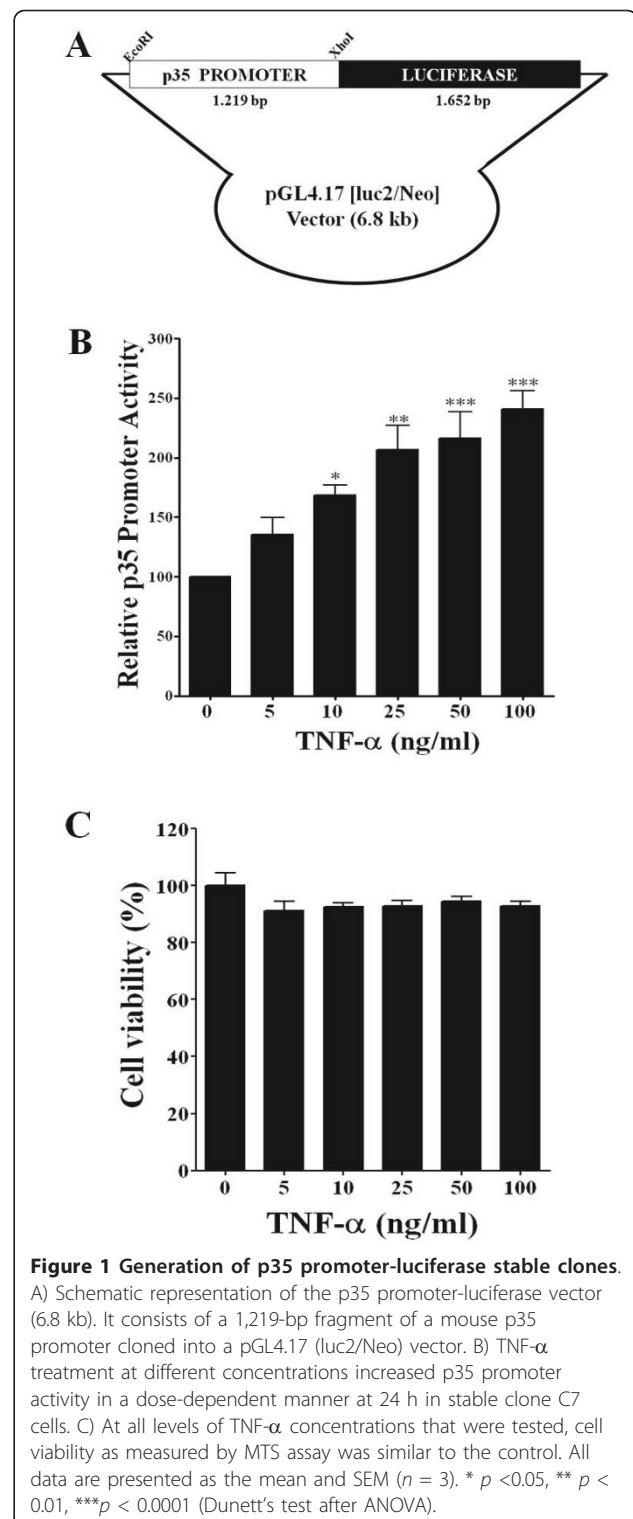 A
EcoRI
XhoI
p35 PROMOTER
LUCIFERASE
1.219 bp
1.652 bp
pGL4.17 [luc2/Neo]
Vector (6.8 kb)
B
Relative p35 Promoter Activity
300
250
200
150
100
50
0
*
**
***
***
0 5 10 25 50 100
TNF-α (ng/ml)
C
Cell viability (%)
120
100
80
60
40
20
0
0 5 10 25 50 100
TNF-α (ng/ml)
Figure 1 Generation of p35 promoter-luciferase stable clones.
A) Schematic representation of the p35 promoter-luciferase vector
(6.8 kb). It consists of a 1,219-bp fragment of a mouse p35
promoter cloned into a pGL4.17 (luc2/Neo) vector. B) TNF-α
treatment at different concentrations increased p35 promoter
activity in a dose-dependent manner at 24 h in stable clone C7
cells. C) At all levels of TNF-α concentrations that were tested, cell
viability as measured by MTS assay was similar to the control. All
data are presented as the mean and SEM (n = 3). * p <0.05, ** p <
0.01, ***p < 0.0001 (Dunett's test after ANOVA).